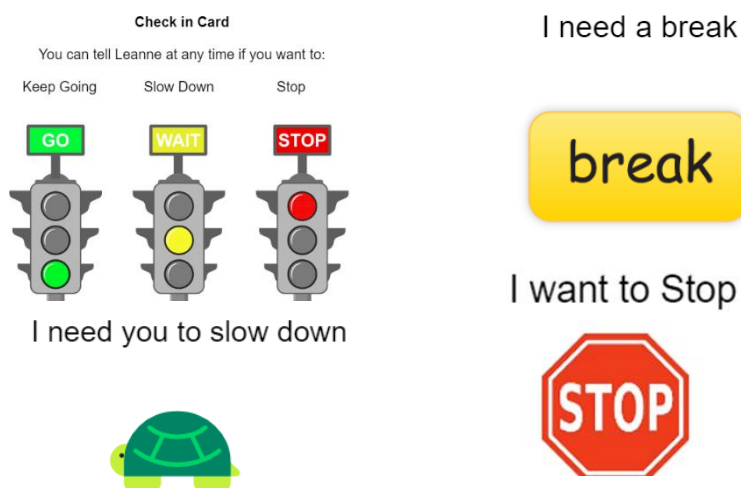 Check in Card
You can tell Leanne at any time if you want to:
Keep Going Slow Down Stop
GO WAIT STOP
I need you to slow down
I need a break
break
I want to Stop
STOP